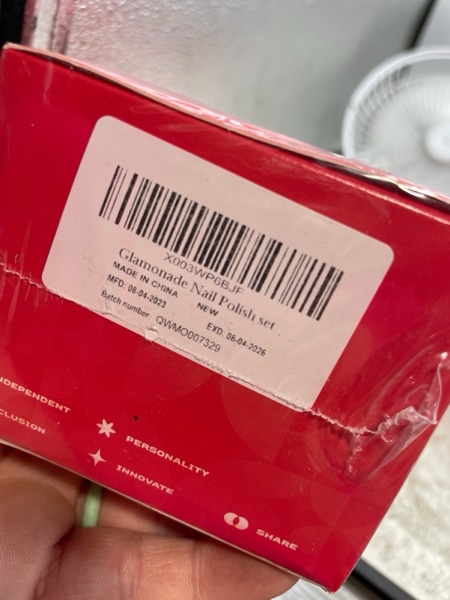 X003WP6BJF
Glamonade Nail Polish set
MADE IN CHINA NEW
MFD: 08-04-2023 EXD: 08-04-2026
Batch number: QWMO007329
INDEPENDENT
CLUSION
PERSONALITY
INNOVATE
SHARE